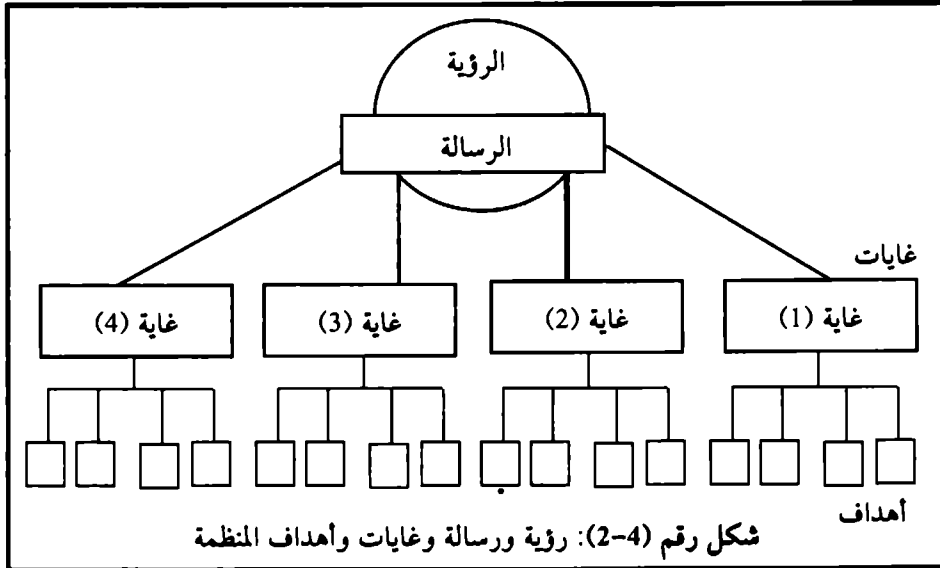 الرؤية
الرسالة
غايات
غاية (1)
غاية (2)
غاية (3)
غاية (4)
أهداف
شكل رقم (4-2): رؤية ورسالة وغايات وأهداف المنظمة